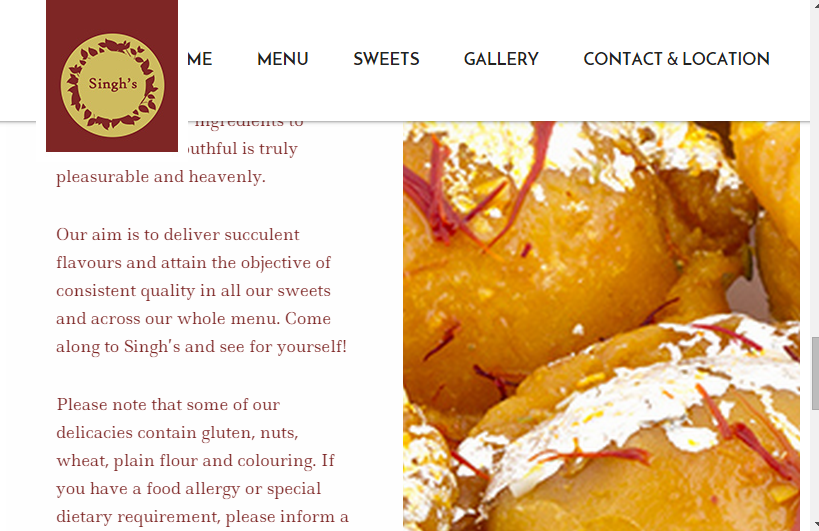 Singh's
ME MENU SWEETS GALLERY CONTACT & LOCATION
ingredients to
outhful is truly
pleasurable and heavenly.
Our aim is to deliver succulent
flavours and attain the objective of
consistent quality in all our sweets
and across our whole menu. Come
along to Singh's and see for yourself!
Please note that some of our
delicacies contain gluten, nuts,
wheat, plain flour and colouring. If
you have a food allergy or special
dietary requirement, please inform a